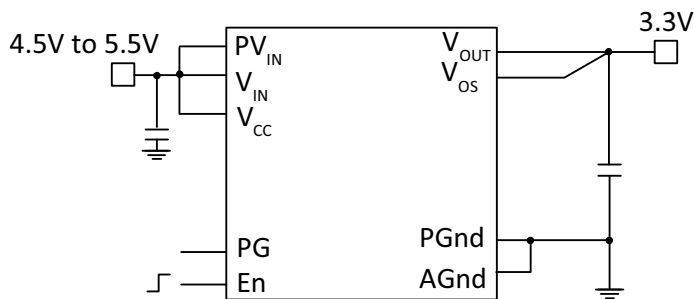 4.5V to 5.5V
3.3V
PVIN
VOUT
VIN
VOS
VCC
PG
PGnd
En
AGnd